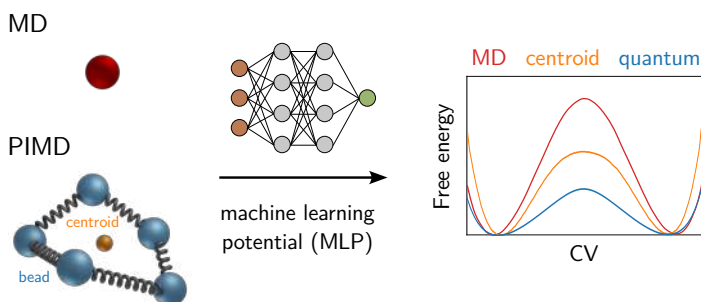 MD
PIMD
centroid
bead
machine learning
potential (MLP)
MD centroid quantum
Free energy
CV